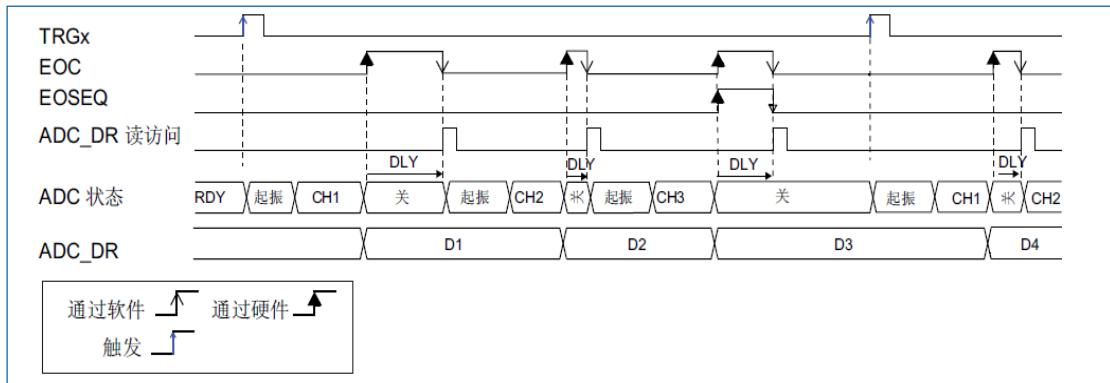 TRGx
EOC
EOSEQ
ADC_DR 读访问
DLY DLY DLY DLY
ADC 状态 RDY 起振 CH1 关 起振 CH2 关 起振 CH3 关 起振 CH1 关 CH2
ADC_DR D1 D2 D3 D4
通过软件 通过硬件
触发